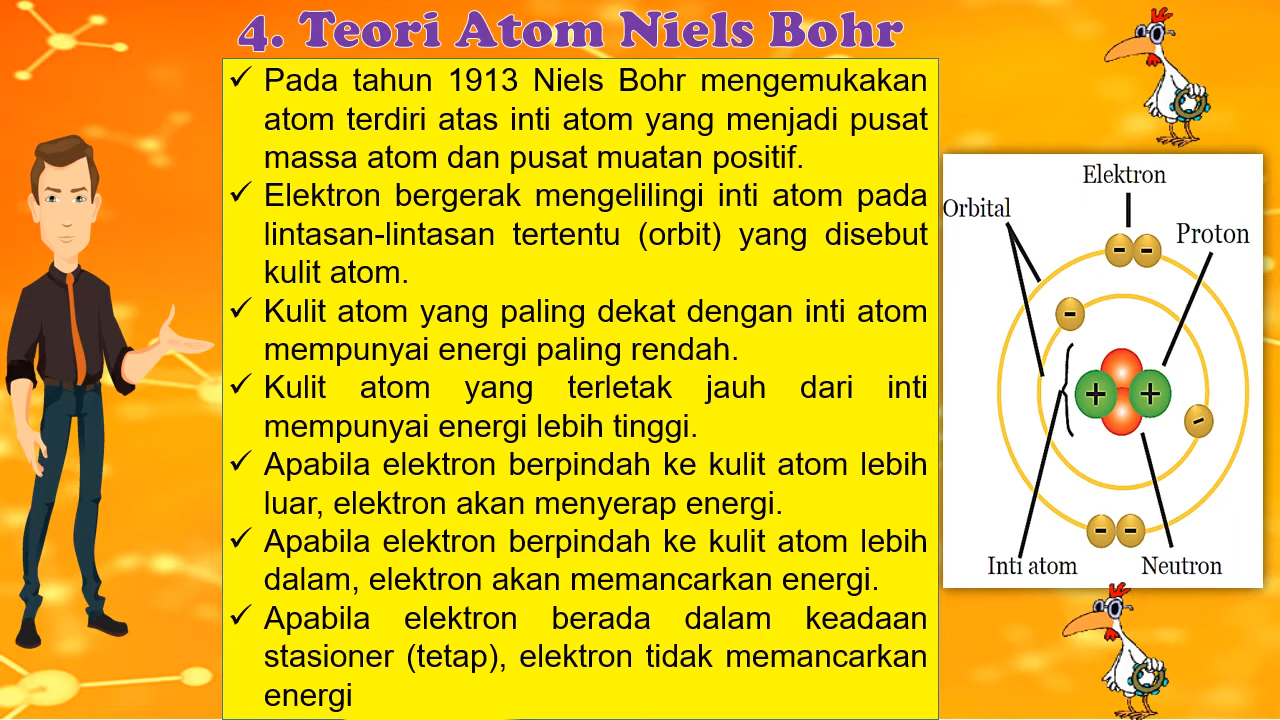 4. Teori Atom Niels Bohr
✓ Pada tahun 1913 Niels Bohr mengemukakan
atom terdiri atas inti atom yang menjadi pusat
massa atom dan pusat muatan positif.
✓ Elektron bergerak mengelilingi inti atom pada
lintasan-lintasan tertentu (orbit) yang disebut
kulit atom.
✓ Kulit atom yang paling dekat dengan inti atom
mempunyai energi paling rendah.
✓ Kulit atom yang terletak jauh dari inti
mempunyai energi lebih tinggi.
✓ Apabila elektron berpindah ke kulit atom lebih
luar, elektron akan menyerap energi.
✓ Apabila elektron berpindah ke kulit atom lebih
dalam, elektron akan memancarkan energi.
✓ Apabila elektron berada dalam keadaan
stasioner (tetap), elektron tidak memancarkan
energi
Elektron
Orbital
Proton
- -
-
+ +
-
- -
Inti atom
Neutron